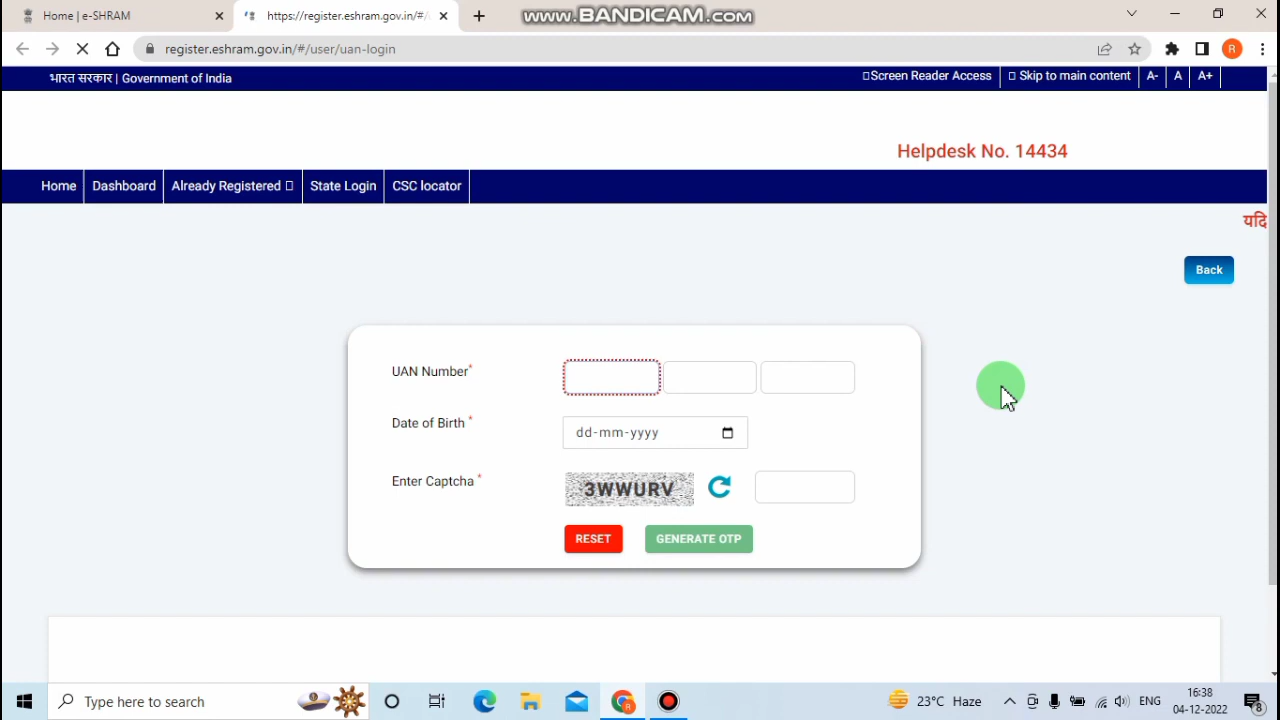 Home | e-SHRAM
https://register.eshram.gov.in/#/
www.BANDICAM.com
register.eshram.gov.in/#/user/uan-login
R
भारत सरकार | Government of India
Screen Reader Access
Skip to main content
A-
A
A+
Helpdesk No. 14434
Home
Dashboard
Already Registered
State Login
CSC locator
यदि
Back
UAN Number*
Date of Birth *
dd-mm-yyyy
Enter Captcha *
3WWURV
RESET
GENERATE OTP
Type here to search
23°C Haze
ENG
16:38
04-12-2022
8